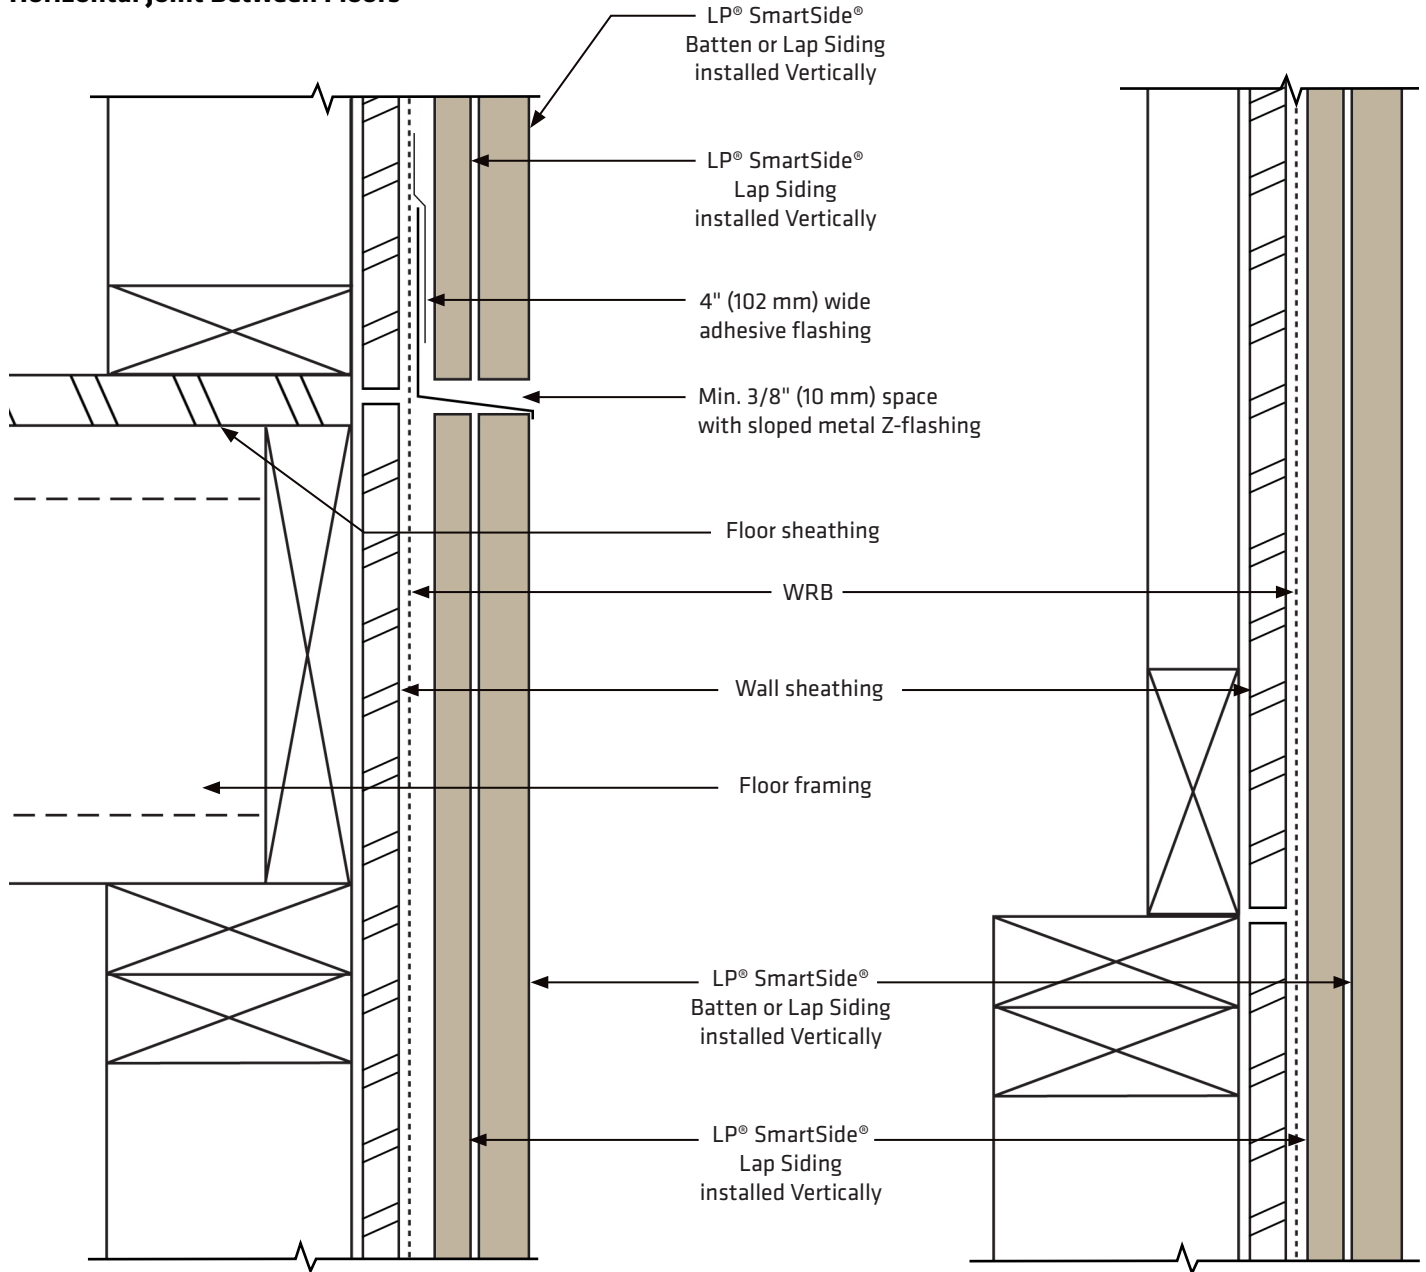 Horizontal Joint Between Floors
LP® SmartSide®
Batten or Lap Siding
installed Vertically
LP® SmartSide®
Lap Siding
installed Vertically
4" (102 mm) wide
adhesive flashing
Min. 3/8" (10 mm) space
with sloped metal Z-flashing
Floor sheathing
WRB
Wall sheathing
Floor framing
LP® SmartSide®
Batten or Lap Siding
installed Vertically
LP® SmartSide®
Lap Siding
installed Vertically